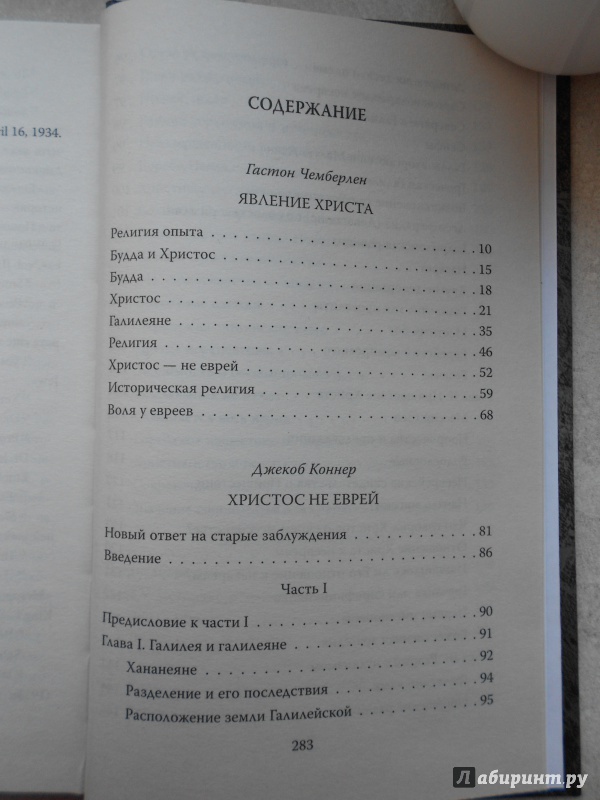 il 16, 1934.
СОДЕРЖАНИЕ
Гастон Чемберлен
ЯВЛЕНИЕ ХРИСТА
Религия опыта . . . . . . . . . . . . . . . . . . . . . . . . . . 10
Будда и Христос . . . . . . . . . . . . . . . . . . . . . . . . . 15
Будда . . . . . . . . . . . . . . . . . . . . . . . . . . . . . . 18
Христос . . . . . . . . . . . . . . . . . . . . . . . . . . . . . 21
Галилеяне . . . . . . . . . . . . . . . . . . . . . . . . . . . . 35
Религия . . . . . . . . . . . . . . . . . . . . . . . . . . . . . 46
Христос — не еврей . . . . . . . . . . . . . . . . . . . . . . . 52
Историческая религия . . . . . . . . . . . . . . . . . . . . . . 59
Воля у евреев . . . . . . . . . . . . . . . . . . . . . . . . . . 68
Джекоб Коннер
ХРИСТОС НЕ ЕВРЕЙ
Новый ответ на старые заблуждения . . . . . . . . . . . . . 81
Введение . . . . . . . . . . . . . . . . . . . . . . . . . . . . 86
Часть I
Предисловие к части I . . . . . . . . . . . . . . . . . . . . . 90
Глава I. Галилея и галилеяне . . . . . . . . . . . . . . . . . . 91
Хананеяне . . . . . . . . . . . . . . . . . . . . . . . . . . . 92
Разделение и его последствия . . . . . . . . . . . . . . . . 94
Расположение земли Галилейской . . . . . . . . . . . . . 95
283
лабиринт.ру